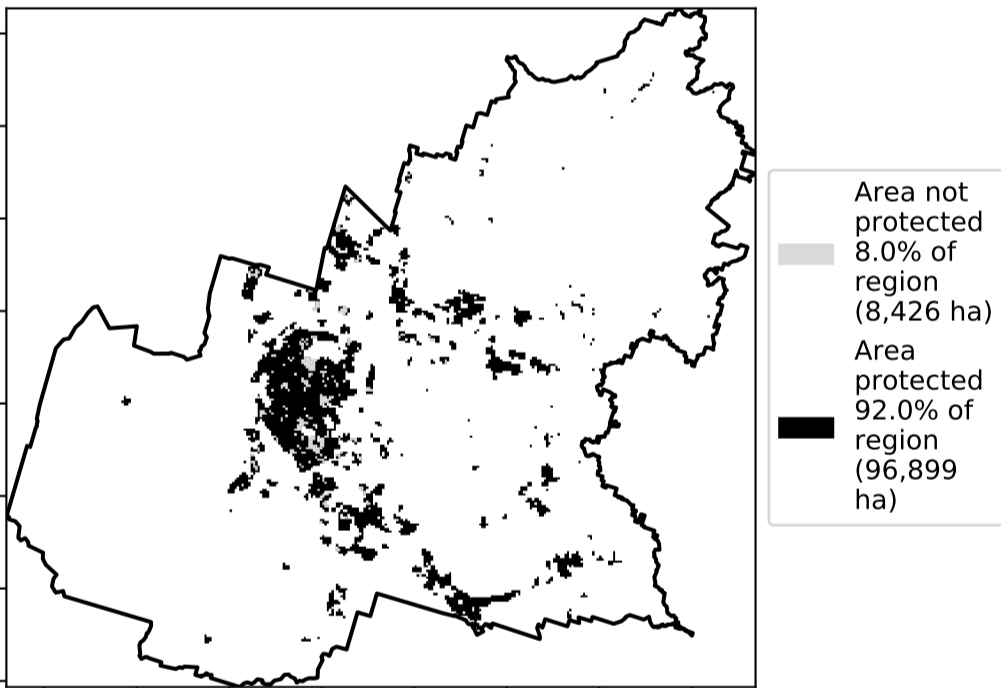 Area not
protected
8.0% of
region
(8,426 ha)
Area
protected
92.0% of
region
(96,899
ha)